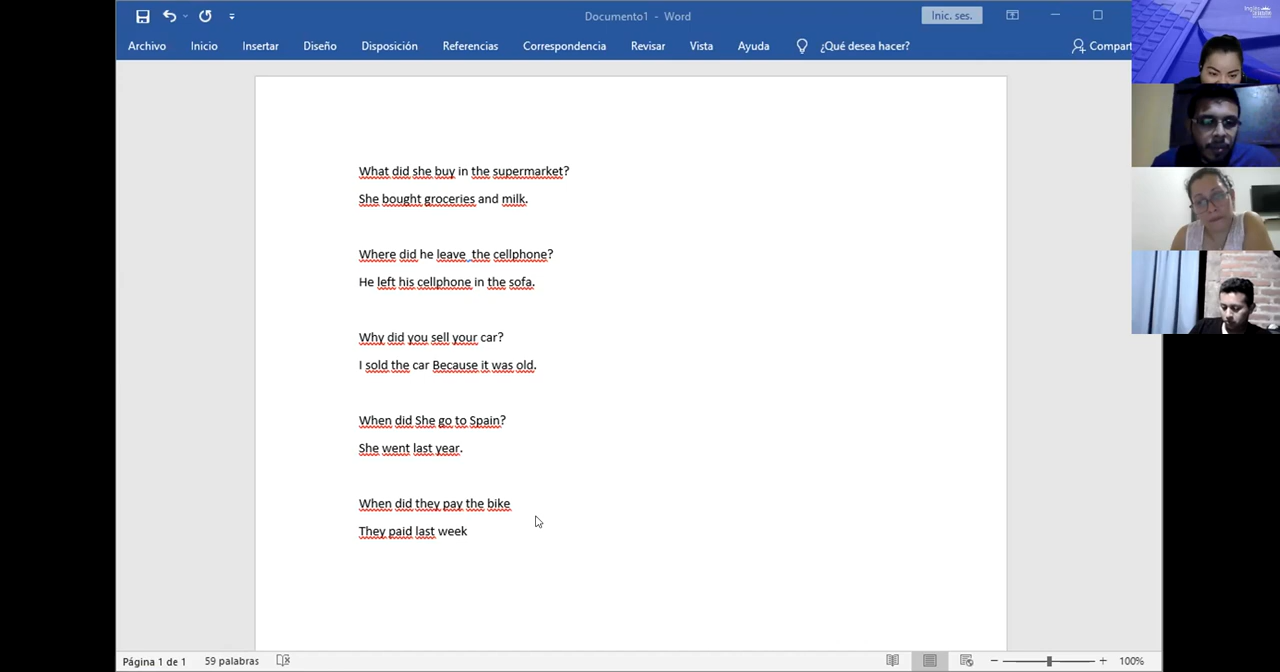 Documento1 - Word
Inic. ses.
Archivo Inicio Insertar Diseño Disposición Referencias Correspondencia Revisar Vista Ayuda ¿Qué desea hacer?
What did she buy in the supermarket?
She bought groceries and milk.
Where did he leave  the cellphone?
He left his cellphone in the sofa.
Why did you sell your car?
I sold the car Because it was old.
When did She go to Spain?
She went last year.
When did they pay the bike
They paid last week
Página 1 de 1 59 palabras 100%